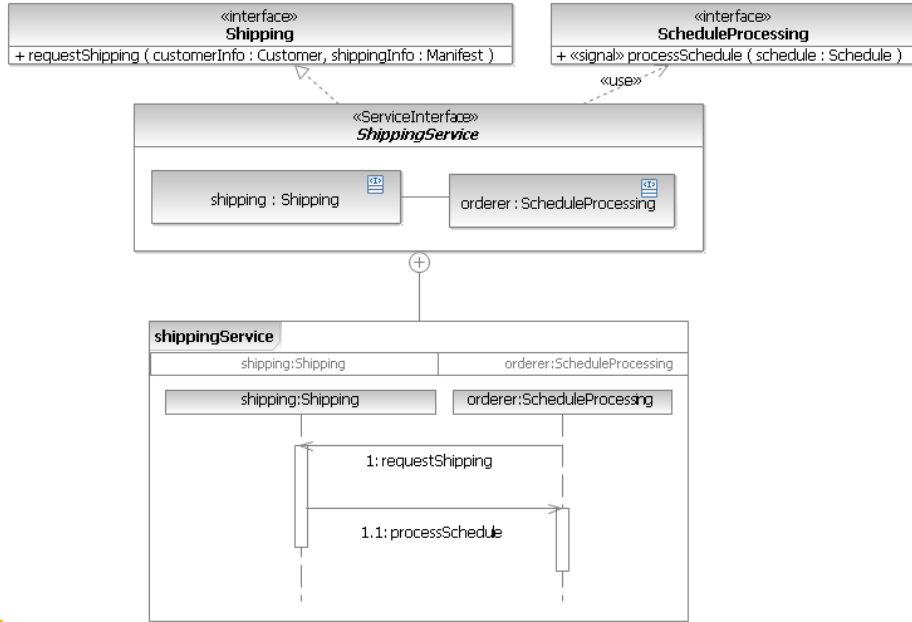 «interface»
Shipping
+ requestShipping ( customerInfo : Customer, shippingInfo : Manifest )
«interface»
ScheduleProcessing
+ «signal» processSchedule ( schedule : Schedule )
«use»
«ServiceInterface»
ShippingService
shipping : Shipping
orderer : ScheduleProcessing
shippingService
shipping:Shipping
orderer:ScheduleProcessing
shipping:Shipping
orderer:ScheduleProcessing
1: requestShipping
1.1: processSchedule